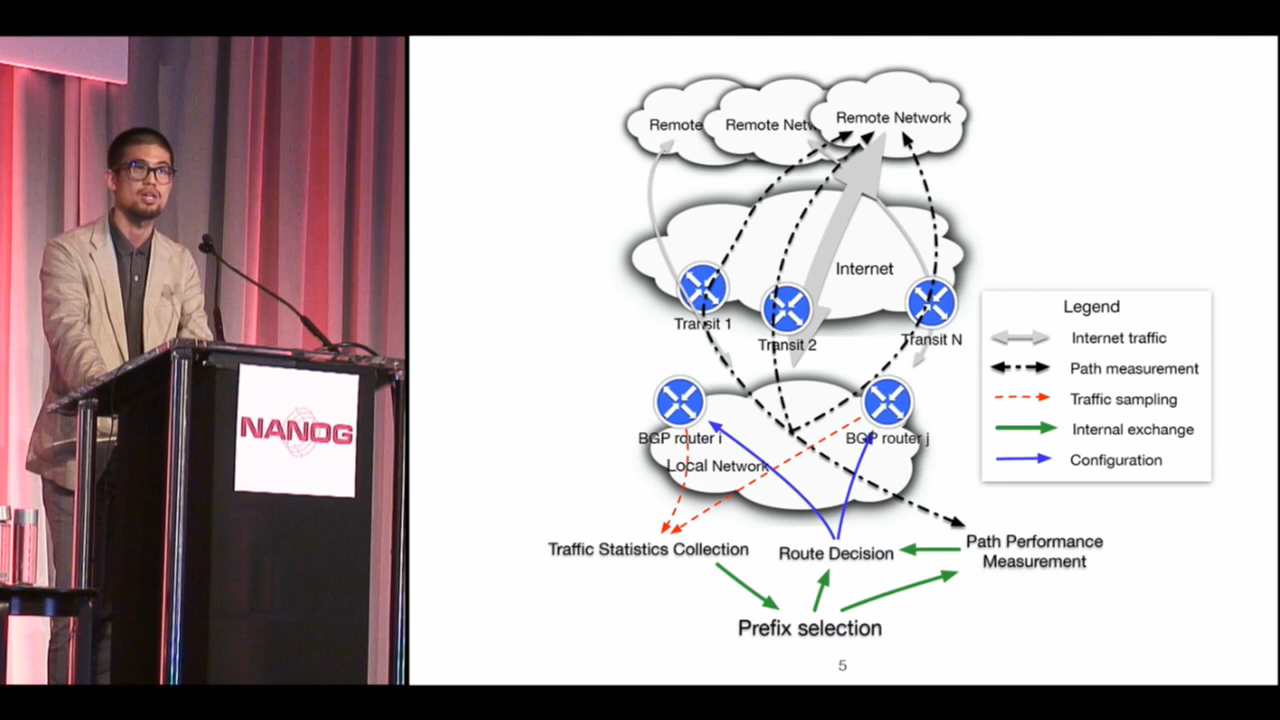 NANOG
Remote
Remote Netw
Remote Network
Internet
Transit 1
Transit 2
Transit N
BGP router i
BGP router j
Local Network
Traffic Statistics Collection
Route Decision
Path Performance
Measurement
Prefix selection
5
Legend
Internet traffic
Path measurement
Traffic sampling
Internal exchange
Configuration